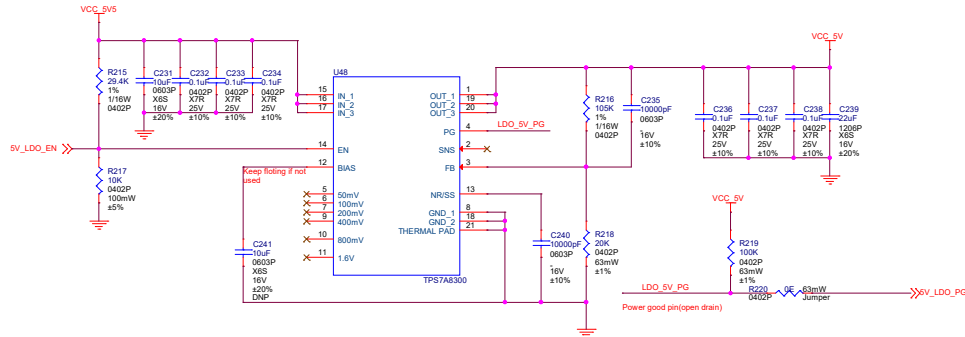 VCC_5V5
R215
29.4K
1%
1/16W
0402P
C231
10uF
0603P
X6S
16V
±20%
C232
0.1uF
0402P
X7R
25V
±10%
C233
0.1uF
0402P
X7R
25V
±10%
C234
0.1uF
0402P
X7R
25V
±10%
5V_LDO_EN
R217
10K
0402P
100mW
±5%
Keep floting if not
used
C241
10uF
0603P
X6S
16V
±20%
DNP
U48
15 IN_1
16 IN_2
17 IN_3
14 EN
12 BIAS
5 50mV
6 100mV
7 200mV
9 400mV
10 800mV
11 1.6V
OUT_1 1
OUT_2 19
OUT_3 20
PG 4
SNS 2
FB 3
NR/SS 13
GND_1 8
GND_2 18
THERMAL PAD 21
TPS7A8300
LDO_5V_PG
R216
105K
1%
1/16W
0402P
C235
10000pF
0603P
-
16V
±10%
C240
10000pF
0603P
-
16V
±10%
R218
20K
0402P
63mW
±1%
VCC_5V
C236
0.1uF
0402P
X7R
25V
±10%
C237
0.1uF
0402P
X7R
25V
±10%
C238
0.1uF
0402P
X7R
25V
±10%
C239
22uF
1206P
X6S
16V
±20%
VCC_5V
R219
100K
0402P
63mW
±1%
LDO_5V_PG
R220 0E 63mW
0402P Jumper
5V_LDO_PG
Power good pin(open drain)